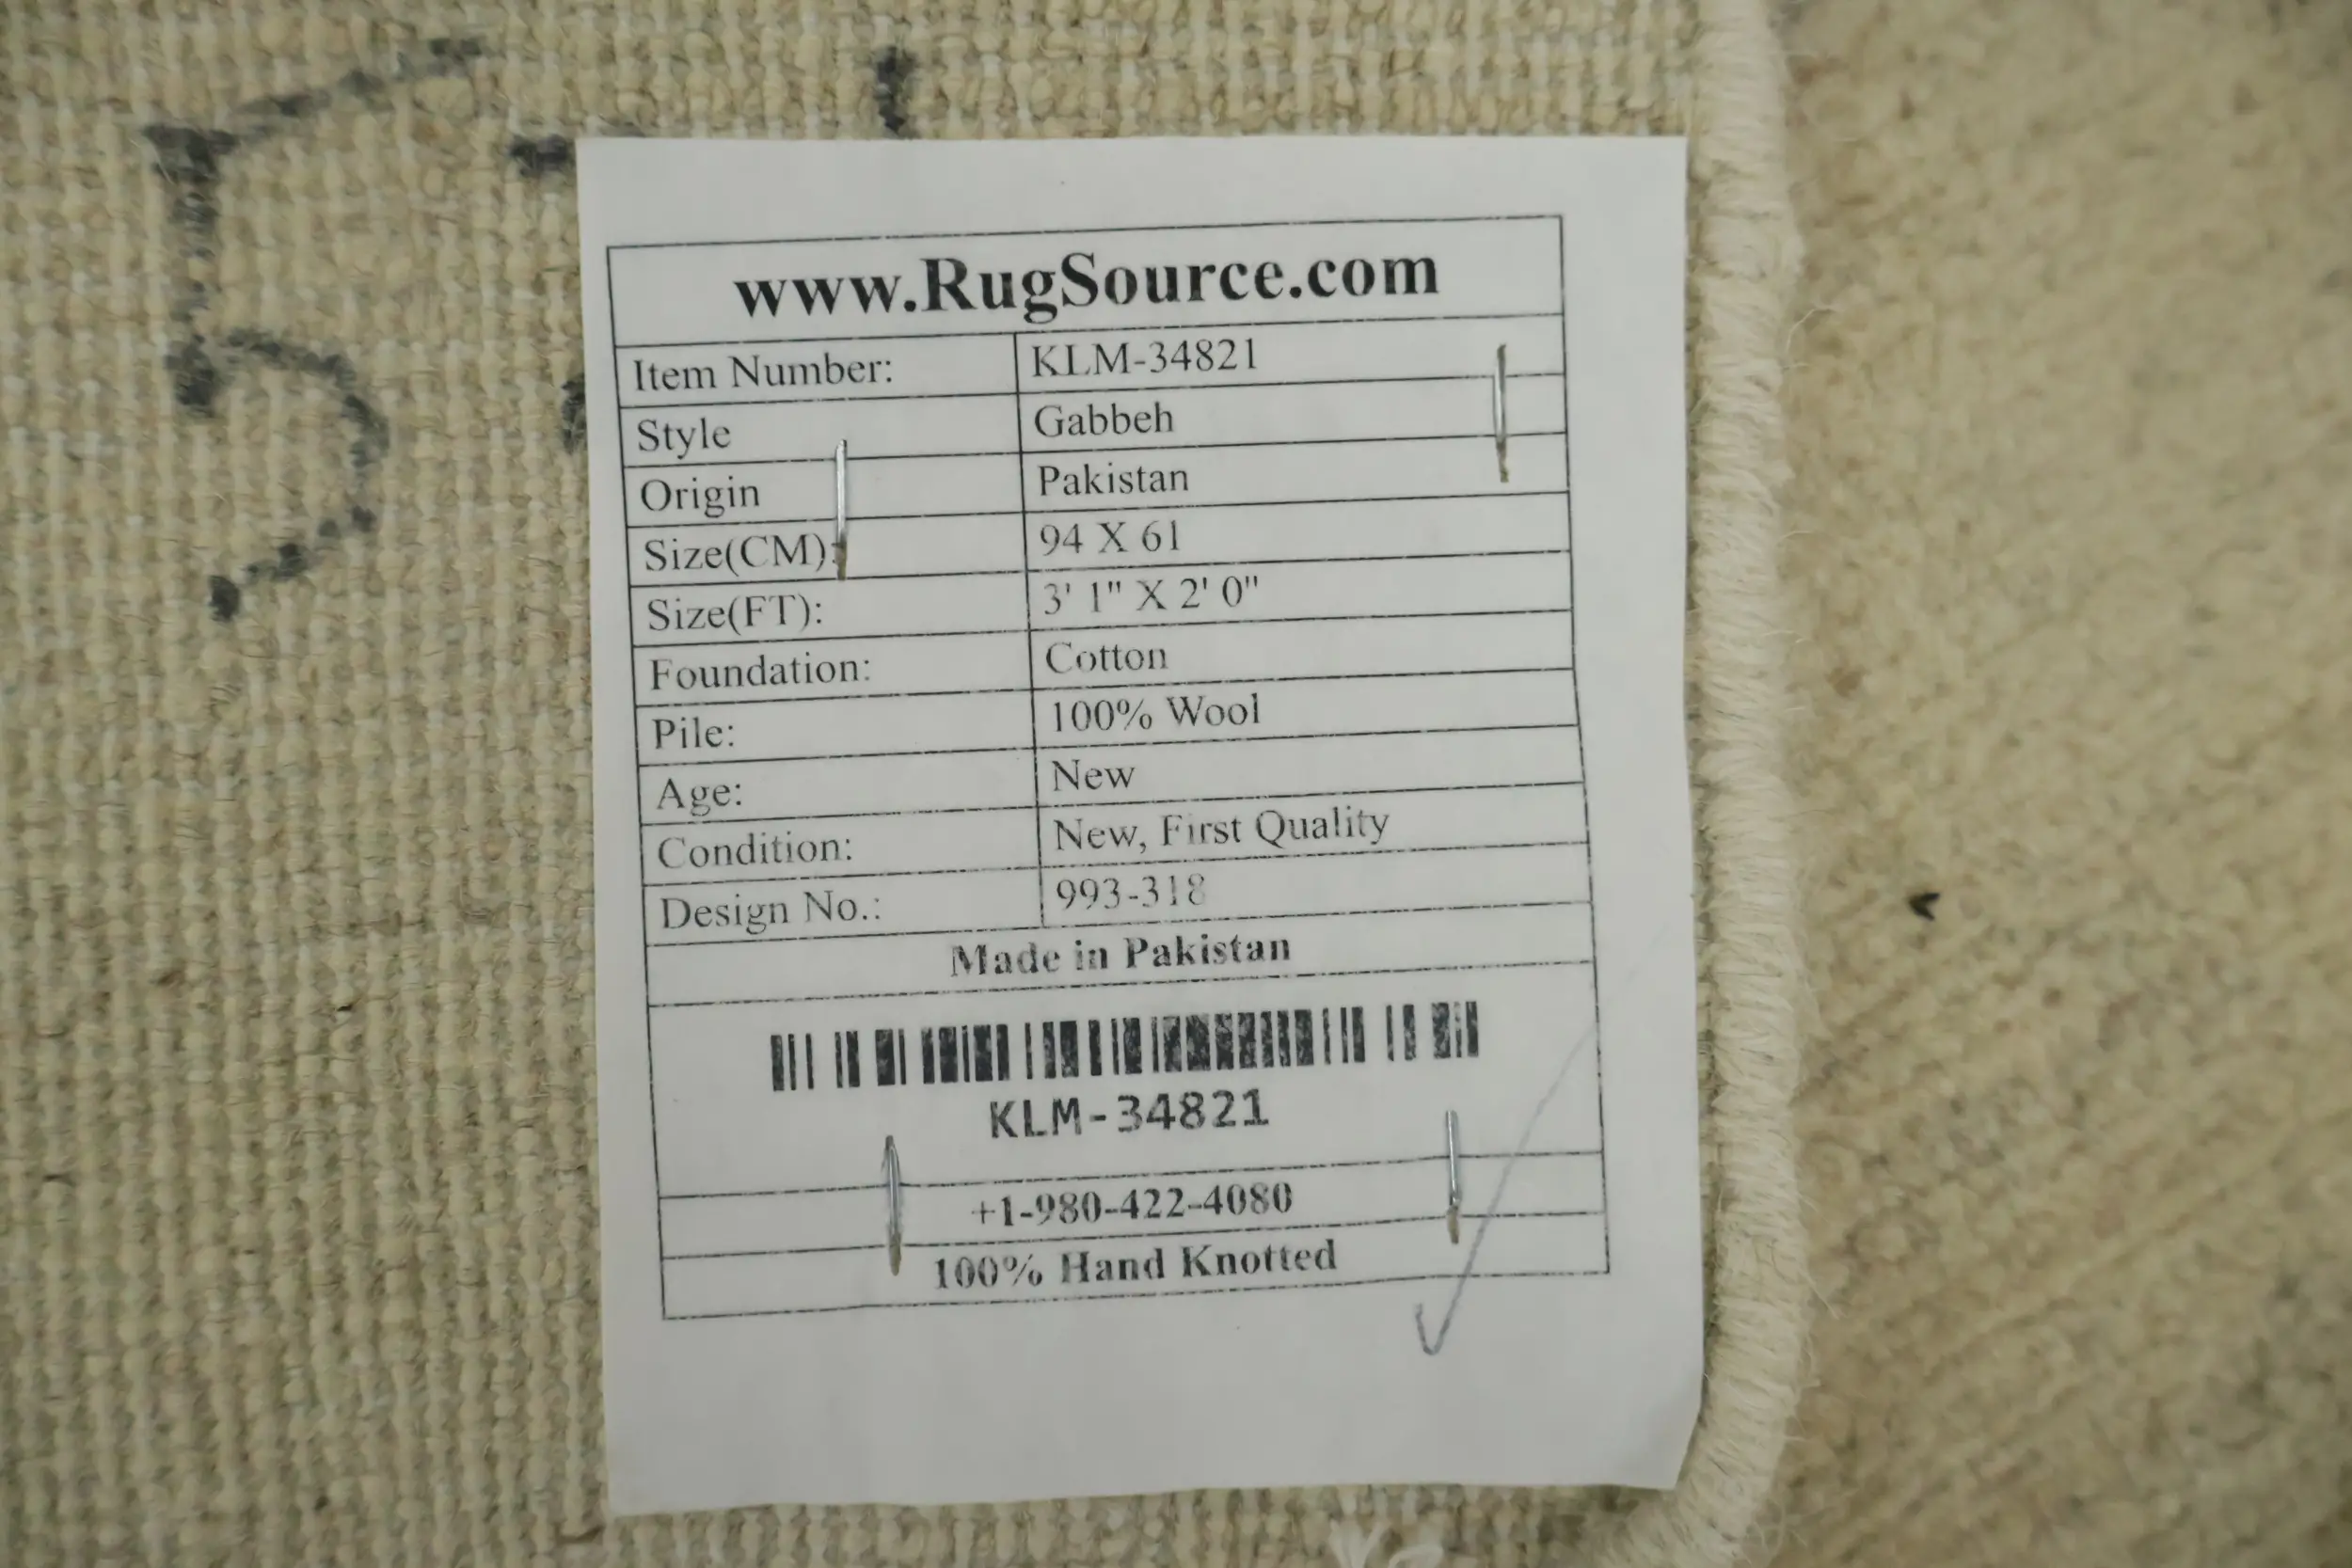 5
www.RugSource.com
Item Number: KLM-34821
Style Gabbeh
Origin Pakistan
Size(CM): 94 X 61
Size(FT): 3' 1" X 2' 0"
Foundation: Cotton
Pile: 100% Wool
Age: New
Condition: New, First Quality
Design No.: 993-318
Made in Pakistan
KLM-34821
+1-980-422-4080
100% Hand Knotted